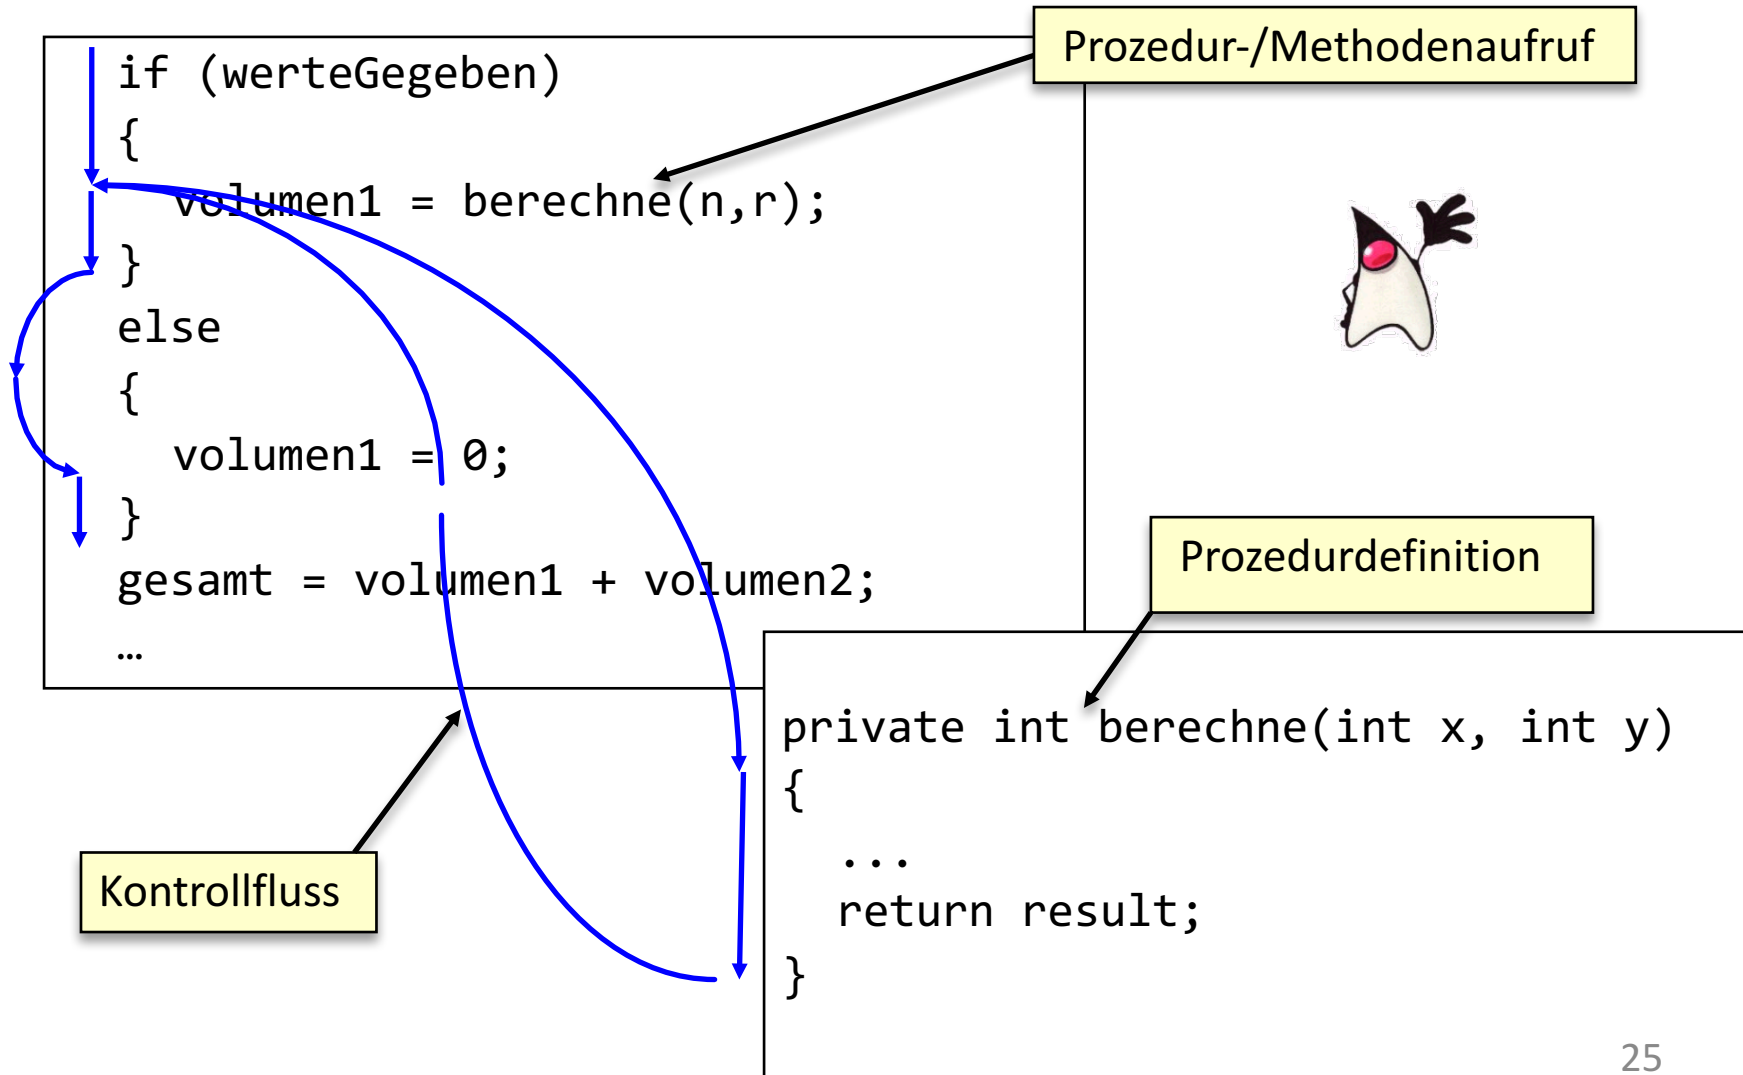 Prozedur-/Methodenaufruf
if (werteGegeben)
{
volumen1 = berechne(n,r);
}
else
{
volumen1 = 0;
}
gesamt = volumen1 + volumen2;
…
Prozedurdefinition
private int berechne(int x, int y)
{
...
return result;
}
Kontrollfluss
25